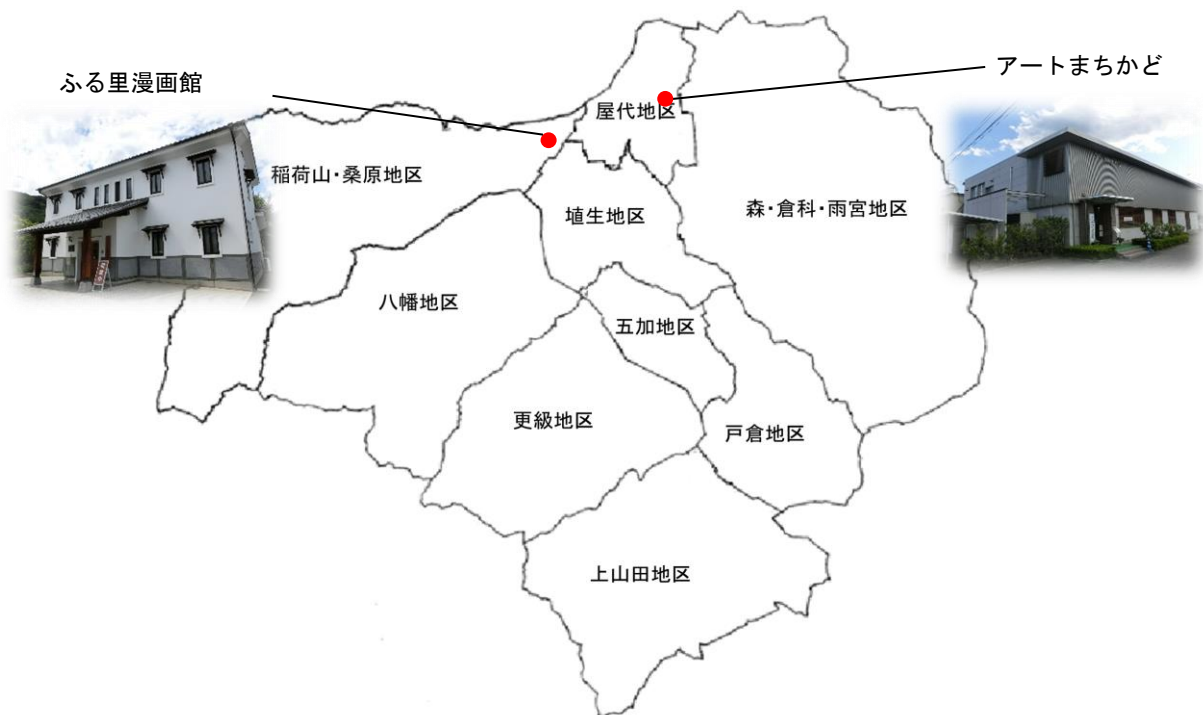 アートまちかど
ふる里漫画館
屋代地区
稲荷山・桑原地区
埴生地区
森・倉科・雨宮地区
八幡地区
五加地区
更級地区
戸倉地区
上山田地区